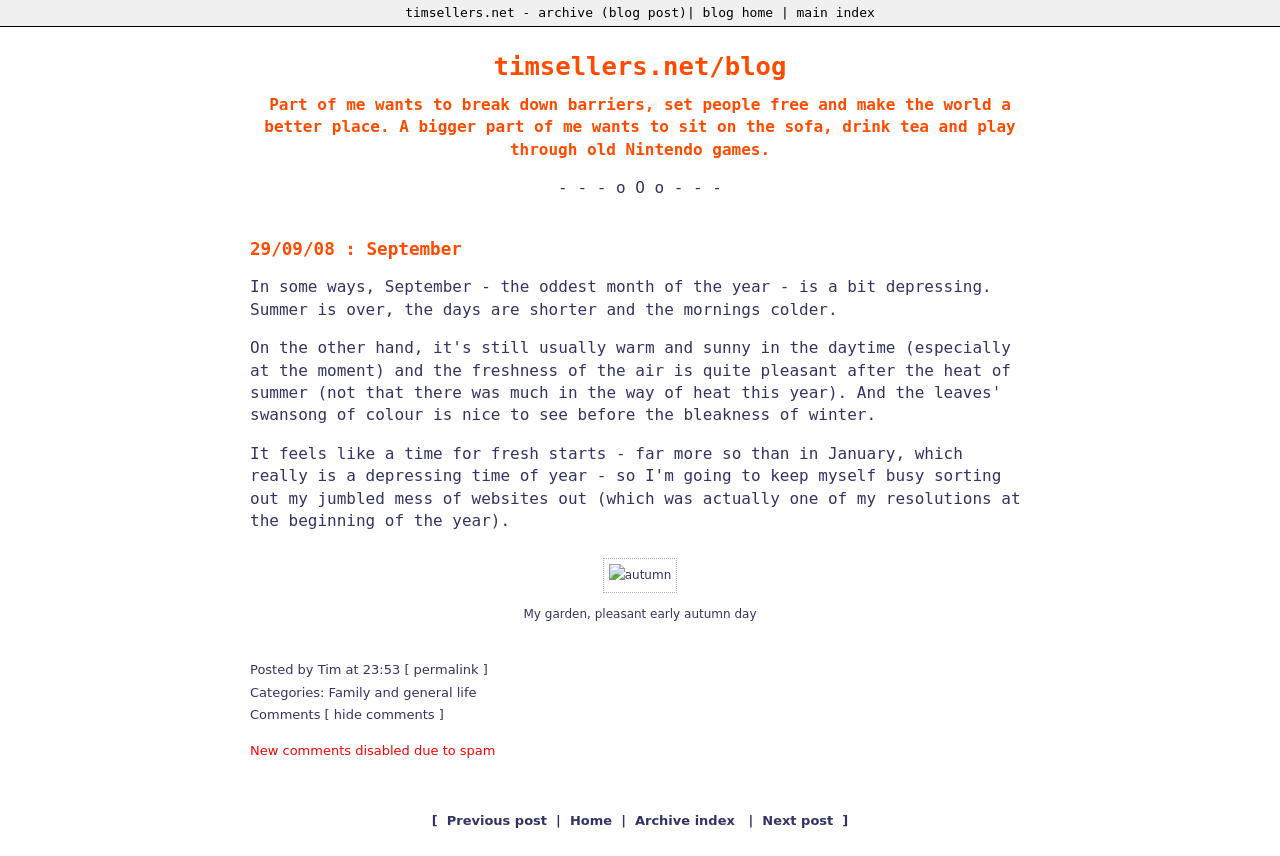 timsellers.net - archive (blog post)| blog home | main index
timsellers.net/blog
Part of me wants to break down barriers, set people free and make the world a
better place. A bigger part of me wants to sit on the sofa, drink tea and play
through old Nintendo games.
- - - o O o - - -
29/09/08 : September
In some ways, September - the oddest month of the year - is a bit depressing.
Summer is over, the days are shorter and the mornings colder.
On the other hand, it's still usually warm and sunny in the daytime (especially
at the moment) and the freshness of the air is quite pleasant after the heat of
summer (not that there was much in the way of heat this year). And the leaves'
swansong of colour is nice to see before the bleakness of winter.
It feels like a time for fresh starts - far more so than in January, which
really is a depressing time of year - so I'm going to keep myself busy sorting
out my jumbled mess of websites out (which was actually one of my resolutions at
the beginning of the year).
autumn
My garden, pleasant early autumn day
Posted by Tim at 23:53 [ permalink ]
Categories: Family and general life
Comments [ hide comments ]
New comments disabled due to spam
[ Previous post | Home | Archive index | Next post ]